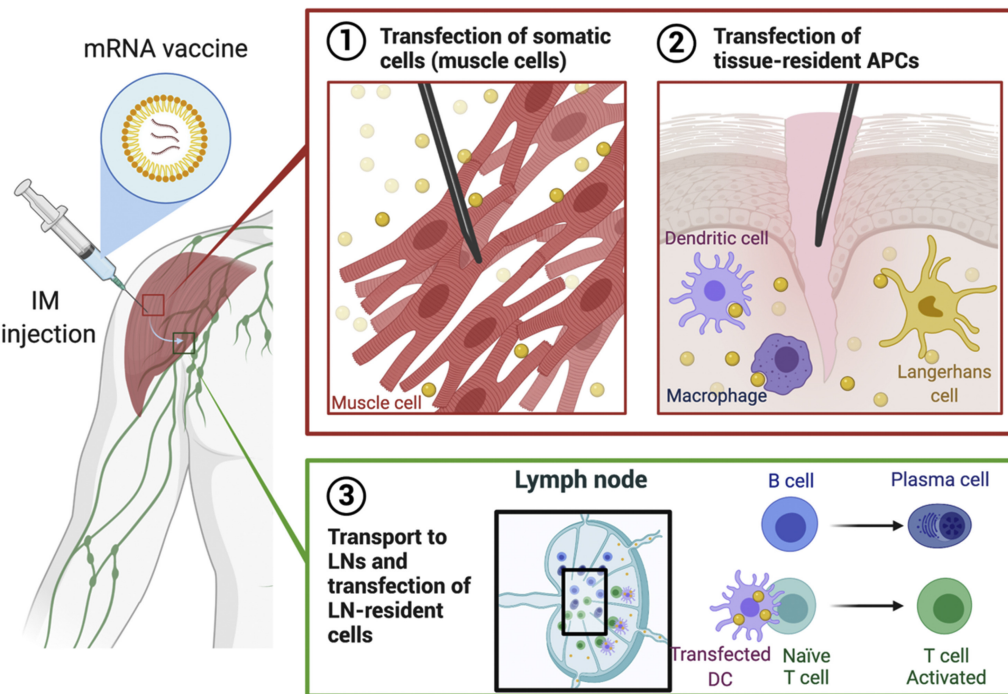 mRNA vaccine
IM
injection
1
Transfection of somatic
cells (muscle cells)
Muscle cell
2
Transfection of
tissue-resident APCs
Dendritic cell
Macrophage
Langerhans
cell
3
Transport to
LNs and
transfection of
LN-resident
cells
Lymph node
B cell
Plasma cell
Transfected
DC
Naïve
T cell
T cell
Activated